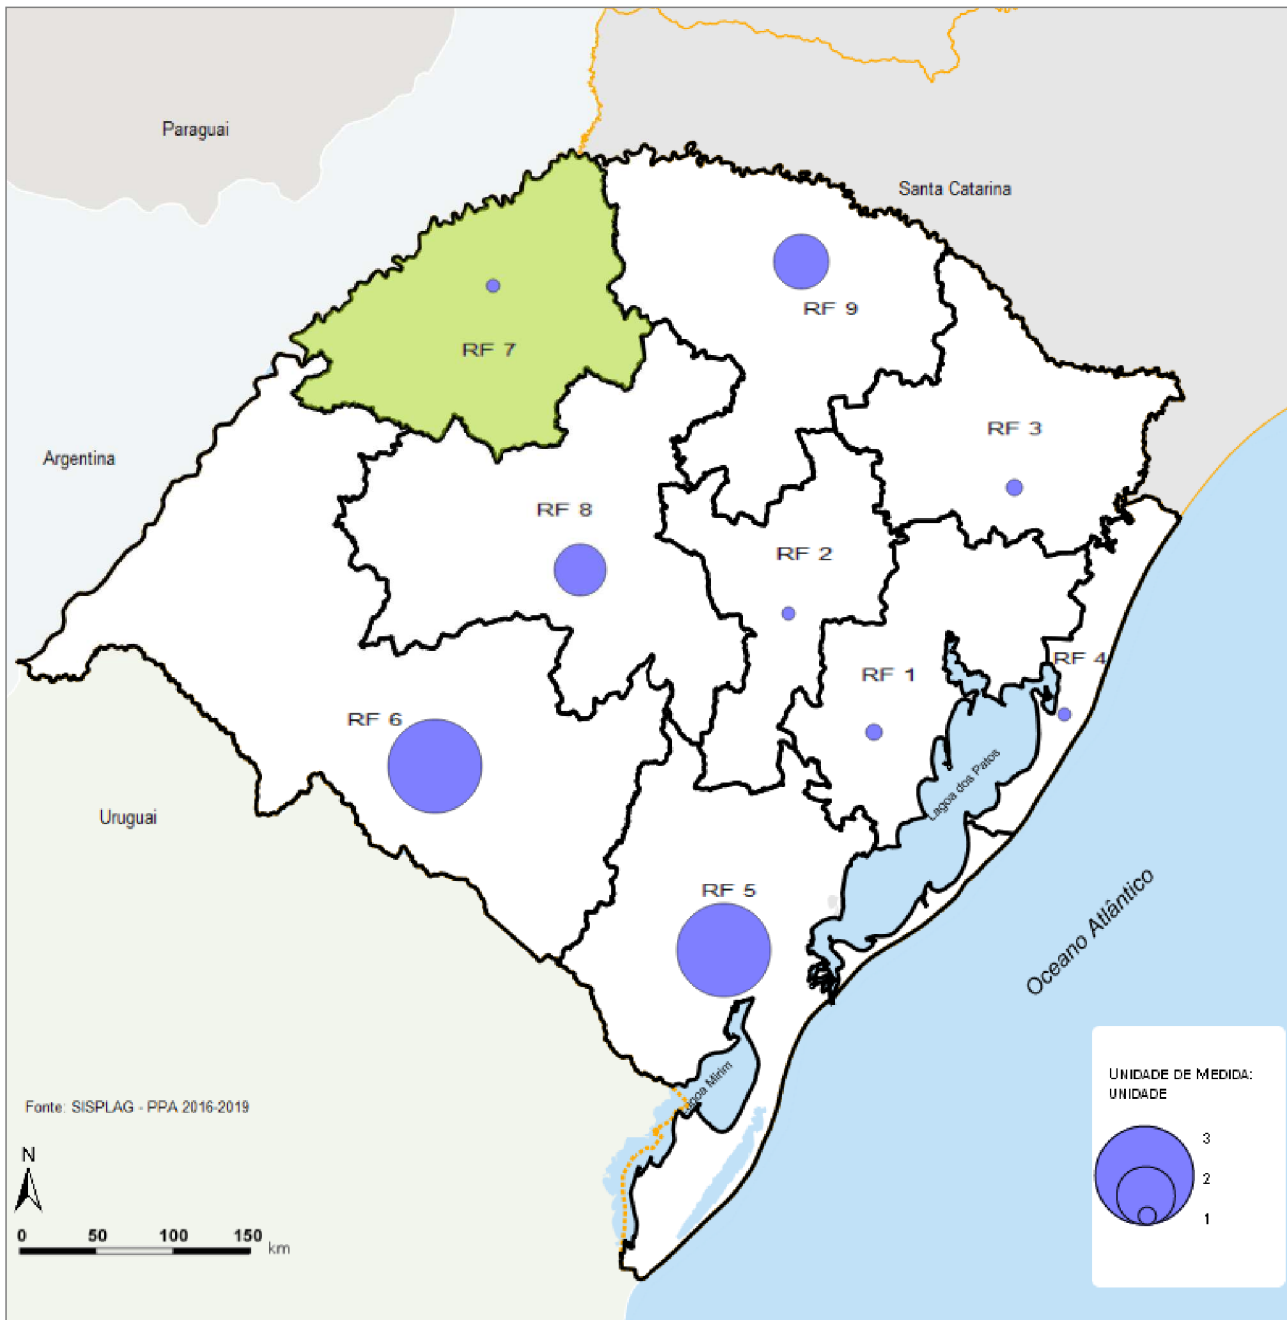 Paraguai
Santa Catarina
RF 9
RF 7
RF 3
Argentina
RF 8
RF 2
RF 4
RF 1
RF 6
Lagoa dos Patos
Uruguai
RF 5
Oceano Atlântico
Lagoa Mirim
UNIDADE DE MEDIDA:
UNIDADE
3
2
1
Fonte: SISPLAG - PPA 2016-2019
N
0 50 100 150 km